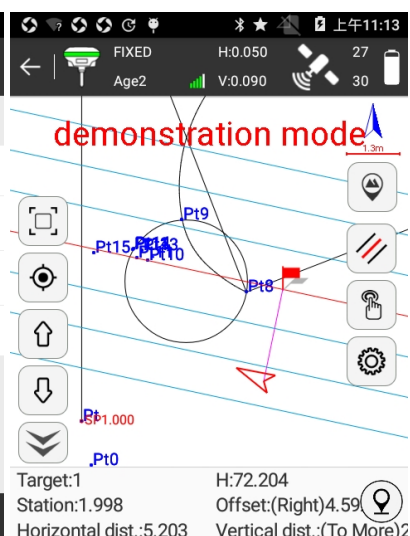 上午11:13
FIXED H:0.050 27
Age2 V:0.090 30
demonstration mode
1.3m
Pt9
Pt15
Pt10
Pt8
Pt
SP1.000
Pt0
Target:1 H:72.204
Station:1.998 Offset:(Right)4.59
Horizontal dist.:5.203 Vertical dist.:(To More)2